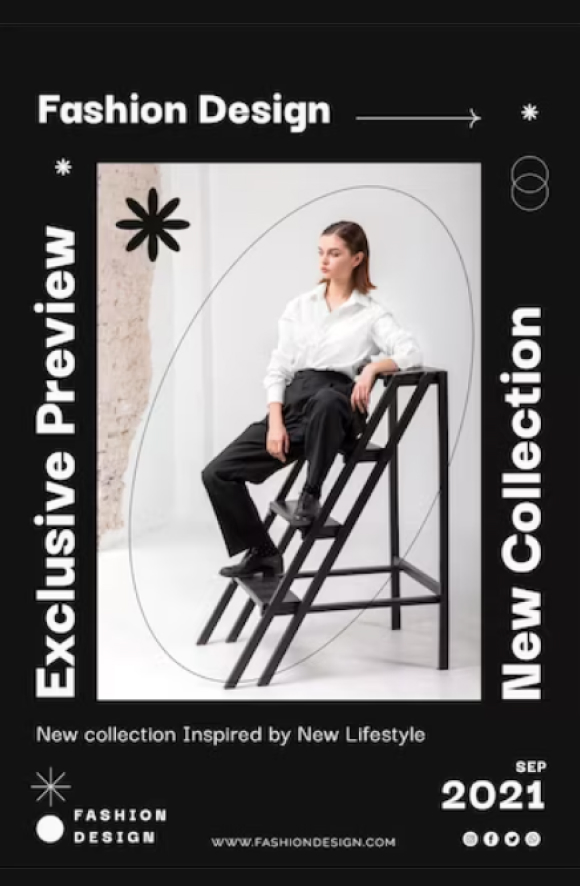 Fashion Design
Exclusive Preview
New Collection
New collection Inspired by New Lifestyle
SEP
2021
FASHION
DESIGN
WWW.FASHIONDESIGN.COM